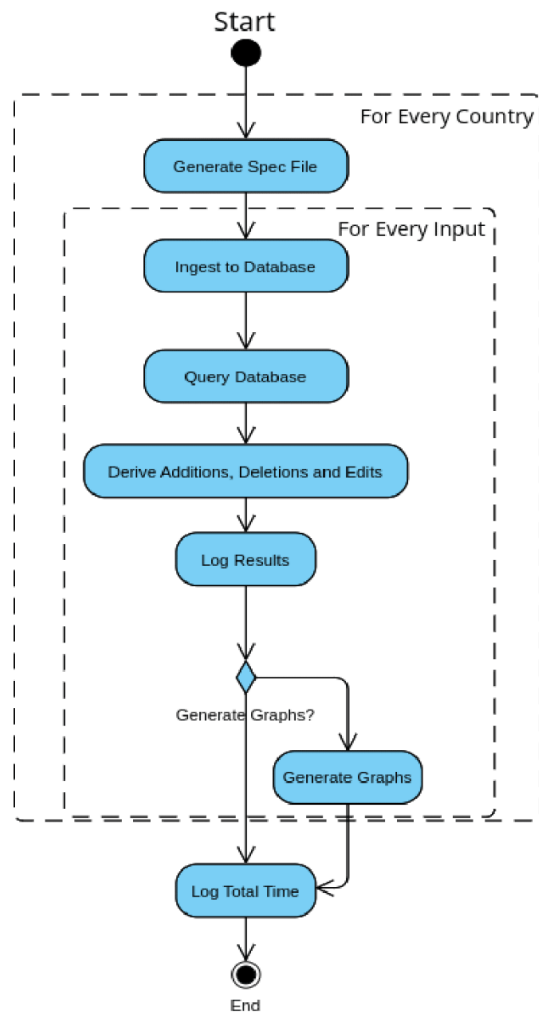 Start
For Every Country
Generate Spec File
For Every Input
Ingest to Database
Query Database
Derive Additions, Deletions and Edits
Log Results
Generate Graphs?
Generate Graphs
Log Total Time
End